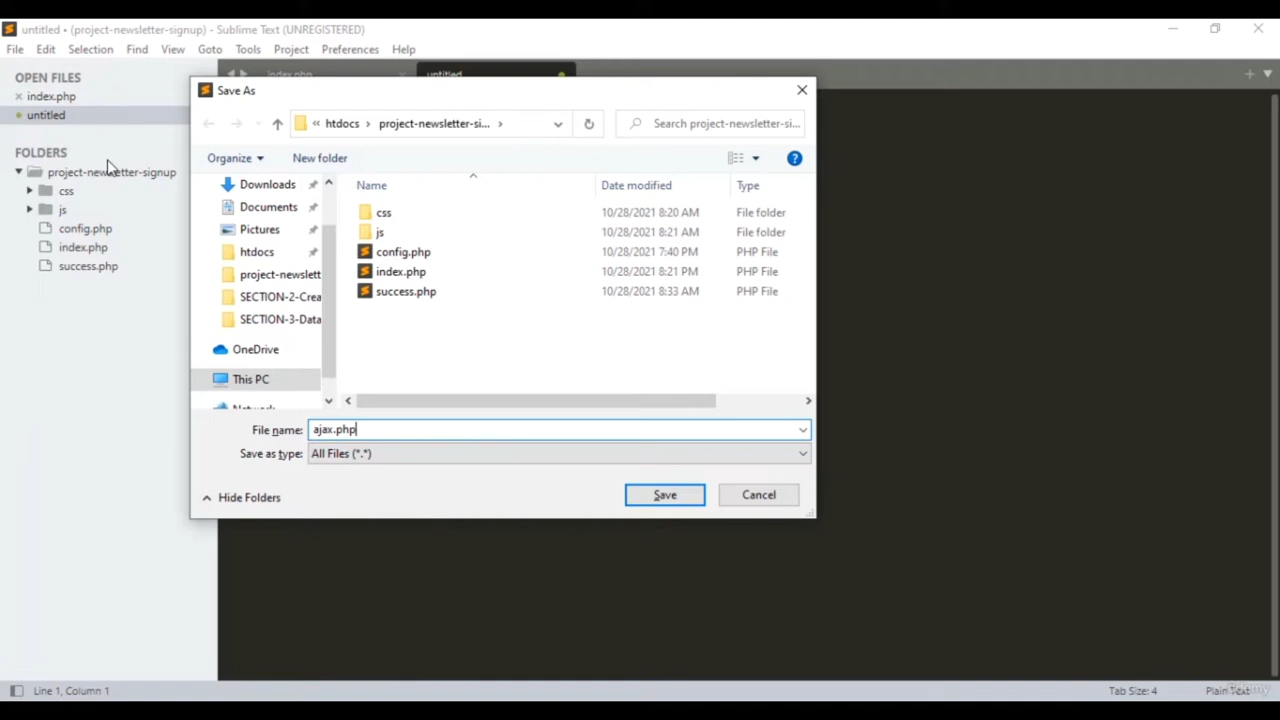 untitled • (project-newsletter-signup) - Sublime Text (UNREGISTERED)
File Edit Selection Find View Goto Tools Project Preferences Help
OPEN FILES
index.php
untitled
FOLDERS
project-newsletter-signup
css
js
config.php
index.php
success.php
index.php
untitled
Save As
« htdocs > project-newsletter-si... >
Search project-newsletter-si...
Organize
New folder
Downloads
Documents
Pictures
htdocs
project-newslett
SECTION-2-Crea
SECTION-3-Data
OneDrive
This PC
Network
Name Date modified Type
css 10/28/2021 8:20 AM File folder
js 10/28/2021 8:21 AM File folder
config.php 10/28/2021 7:40 PM PHP File
index.php 10/28/2021 8:21 PM PHP File
success.php 10/28/2021 8:33 AM PHP File
File name: ajax.php
Save as type: All Files (*.*)
Hide Folders
Save
Cancel
Line 1, Column 1
Tab Size: 4
Plain Text
Udemy